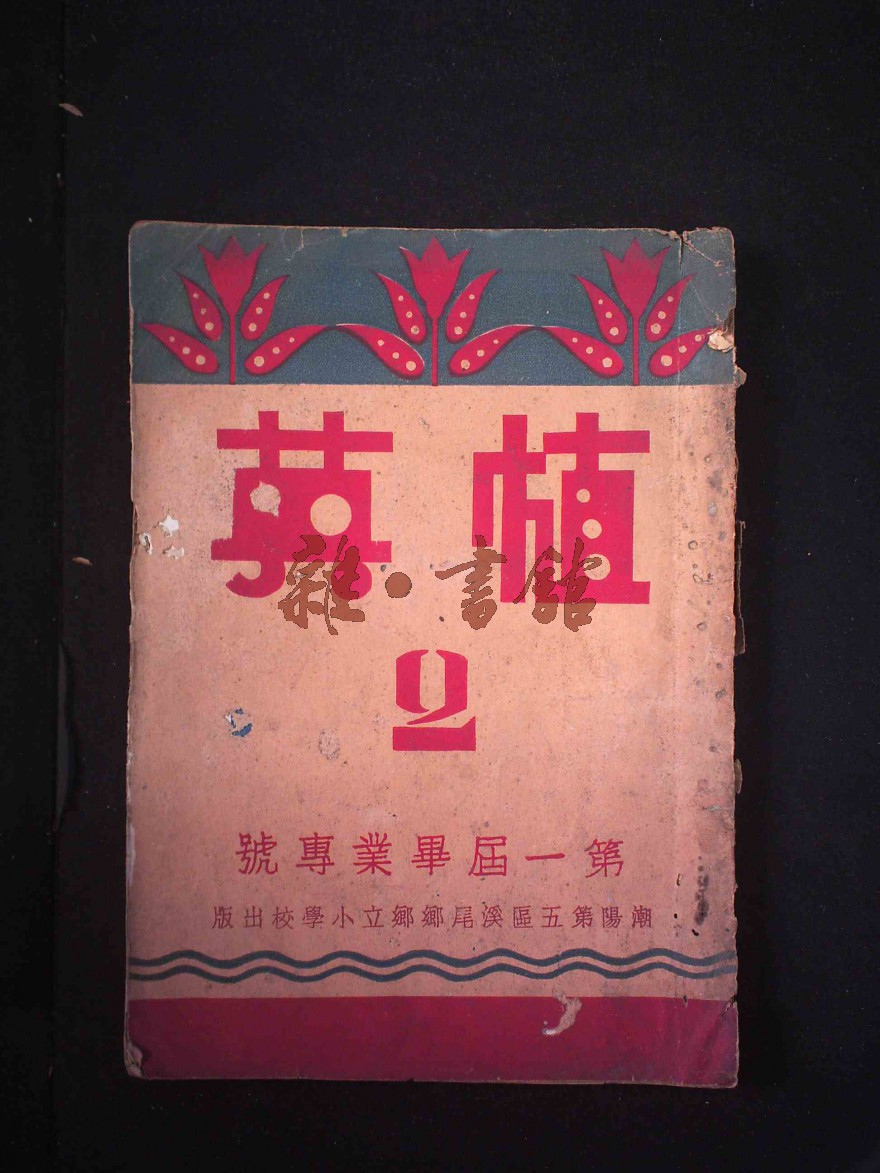 植英
雜·書館
2
第一屆畢業專號
潮陽第五區溪尾鄉鄉立小學校出版